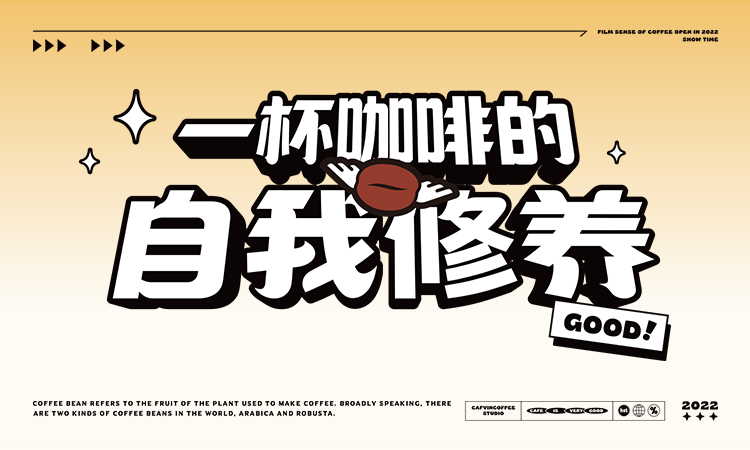 FILM SENSE OF COFFEE OPEN IN 2022
SHOW TIMG
一杯咖啡的
自我修养
GOOD!
COFFEE BEAN REFERS TO THE FRUIT OF THE PLANT USED TO MAKE COFFEE. BROADLY SPEAKING, THERE
ARE TWO KINDS OF COFFEE BEANS IN THE WORLD, ARABICA AND ROBUSTA.
CAFVINCOFFEE
STUDIO
CAFE IS VERY GOOD
hot
%
2022